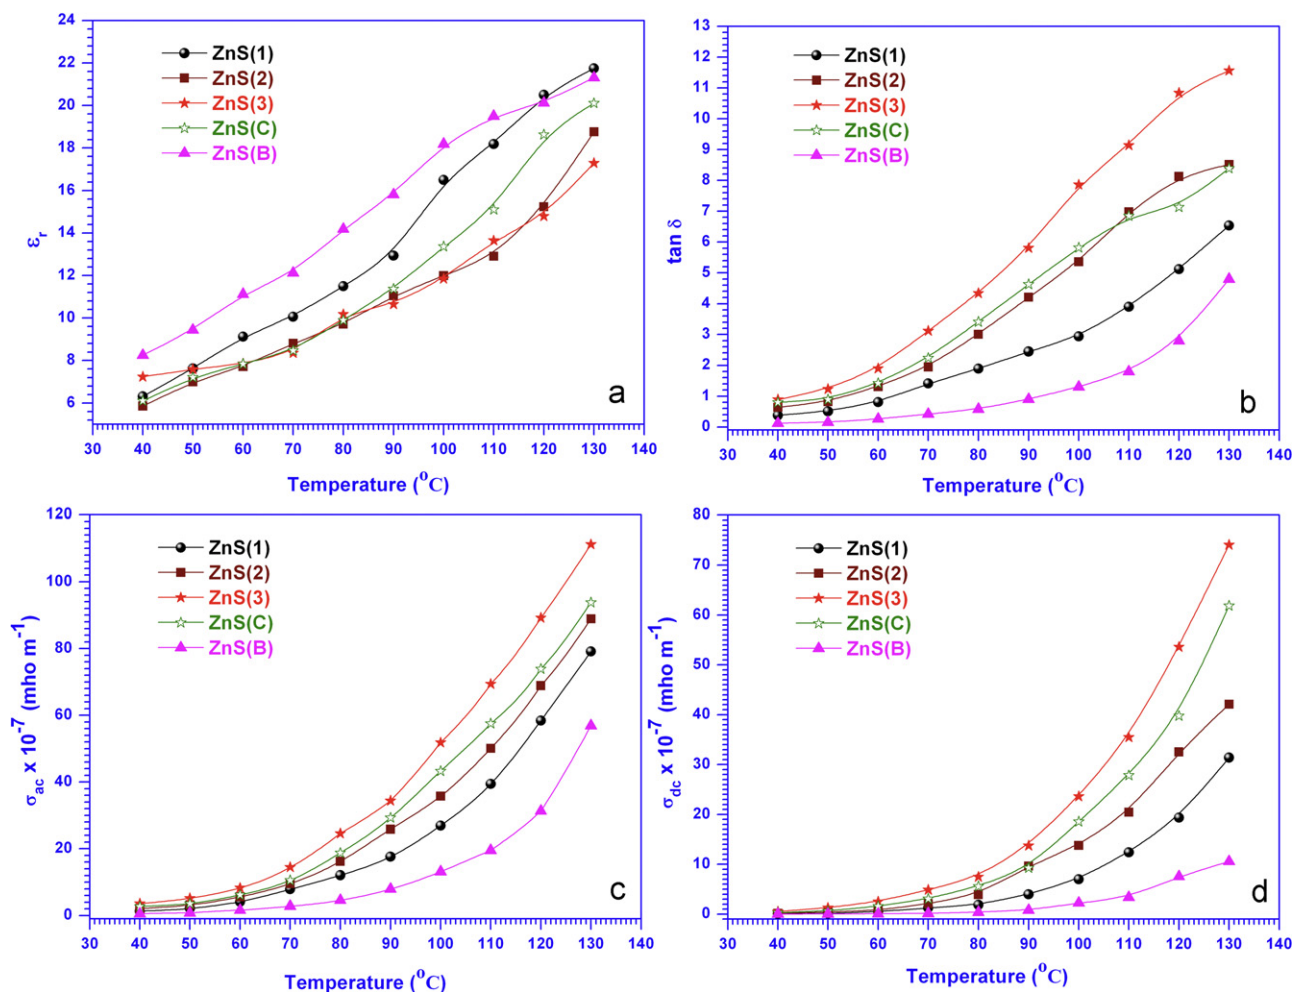 24
22
20
18
16
14
12
10
8
6
εr
ZnS(1)
ZnS(2)
ZnS(3)
ZnS(C)
ZnS(B)
a
30 40 50 60 70 80 90 100 110 120 130 140
Temperature (°C)
13
12
11
10
9
8
7
6
5
4
3
2
1
0
tan δ
ZnS(1)
ZnS(2)
ZnS(3)
ZnS(C)
ZnS(B)
b
30 40 50 60 70 80 90 100 110 120 130 140
Temperature (°C)
120
100
80
60
40
20
0
σac x 10-7 (mho m-1)
ZnS(1)
ZnS(2)
ZnS(3)
ZnS(C)
ZnS(B)
c
30 40 50 60 70 80 90 100 110 120 130 140
Temperature (°C)
80
70
60
50
40
30
20
10
0
σdc x 10-7 (mho m-1)
ZnS(1)
ZnS(2)
ZnS(3)
ZnS(C)
ZnS(B)
d
30 40 50 60 70 80 90 100 110 120 130 140
Temperature (°C)